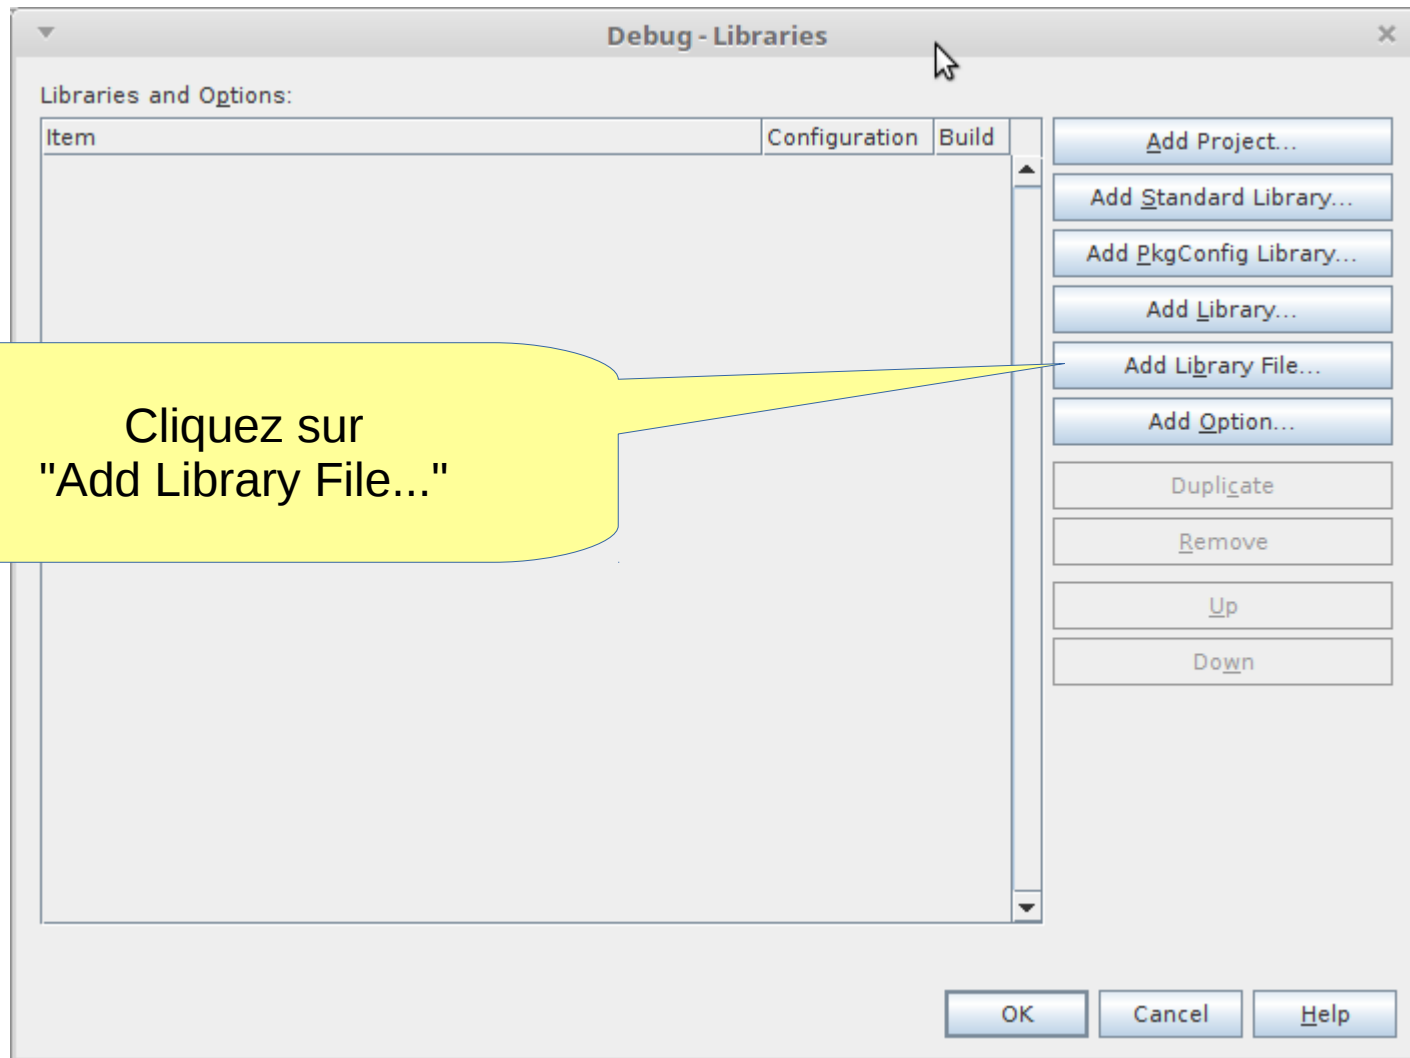 Debug - Libraries
Libraries and Options:
Item Configuration Build
Add Project...
Add Standard Library...
Add PkgConfig Library...
Add Library...
Add Library File...
Add Option...
Duplicate
Remove
Up
Down
Cliquez sur
"Add Library File..."
OK Cancel Help